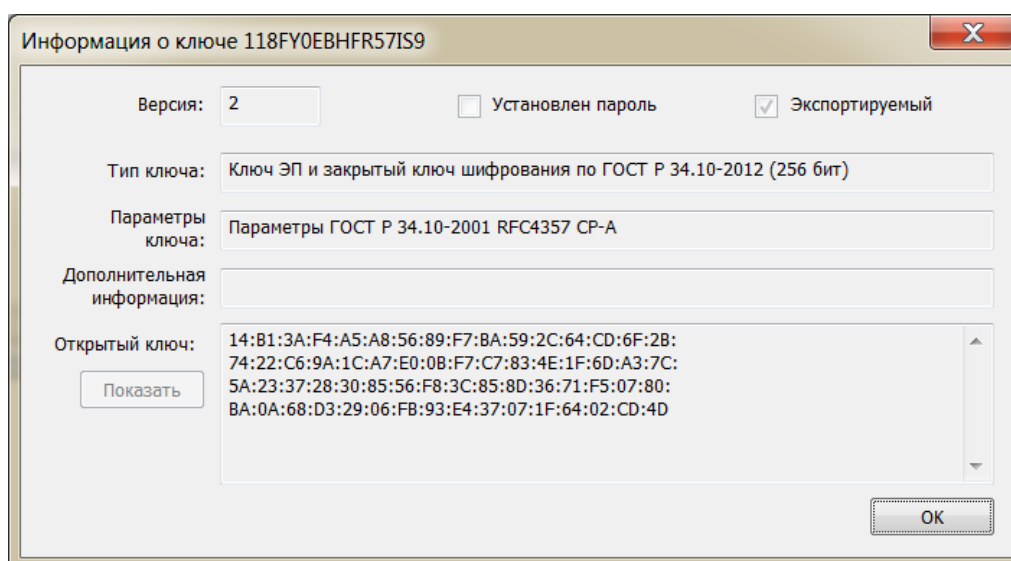 Информация о ключе 118FY0EBHFR57IS9
Версия: 2 Установлен пароль Экспортируемый
Тип ключа: Ключ ЭП и закрытый ключ шифрования по ГОСТ Р 34.10-2012 (256 бит)
Параметры
ключа: Параметры ГОСТ Р 34.10-2001 RFC4357 CP-A
Дополнительная
информация:
Открытый ключ: 14:B1:3A:F4:A5:A8:56:89:F7:BA:59:2C:64:CD:6F:2B:
74:22:C6:9A:1C:A7:E0:0B:F7:C7:83:4E:1F:6D:A3:7C:
Показать 5A:23:37:28:30:85:56:F8:3C:85:8D:36:71:F5:07:80:
BA:0A:68:D3:29:06:FB:93:E4:37:07:1F:64:02:CD:4D
ОК